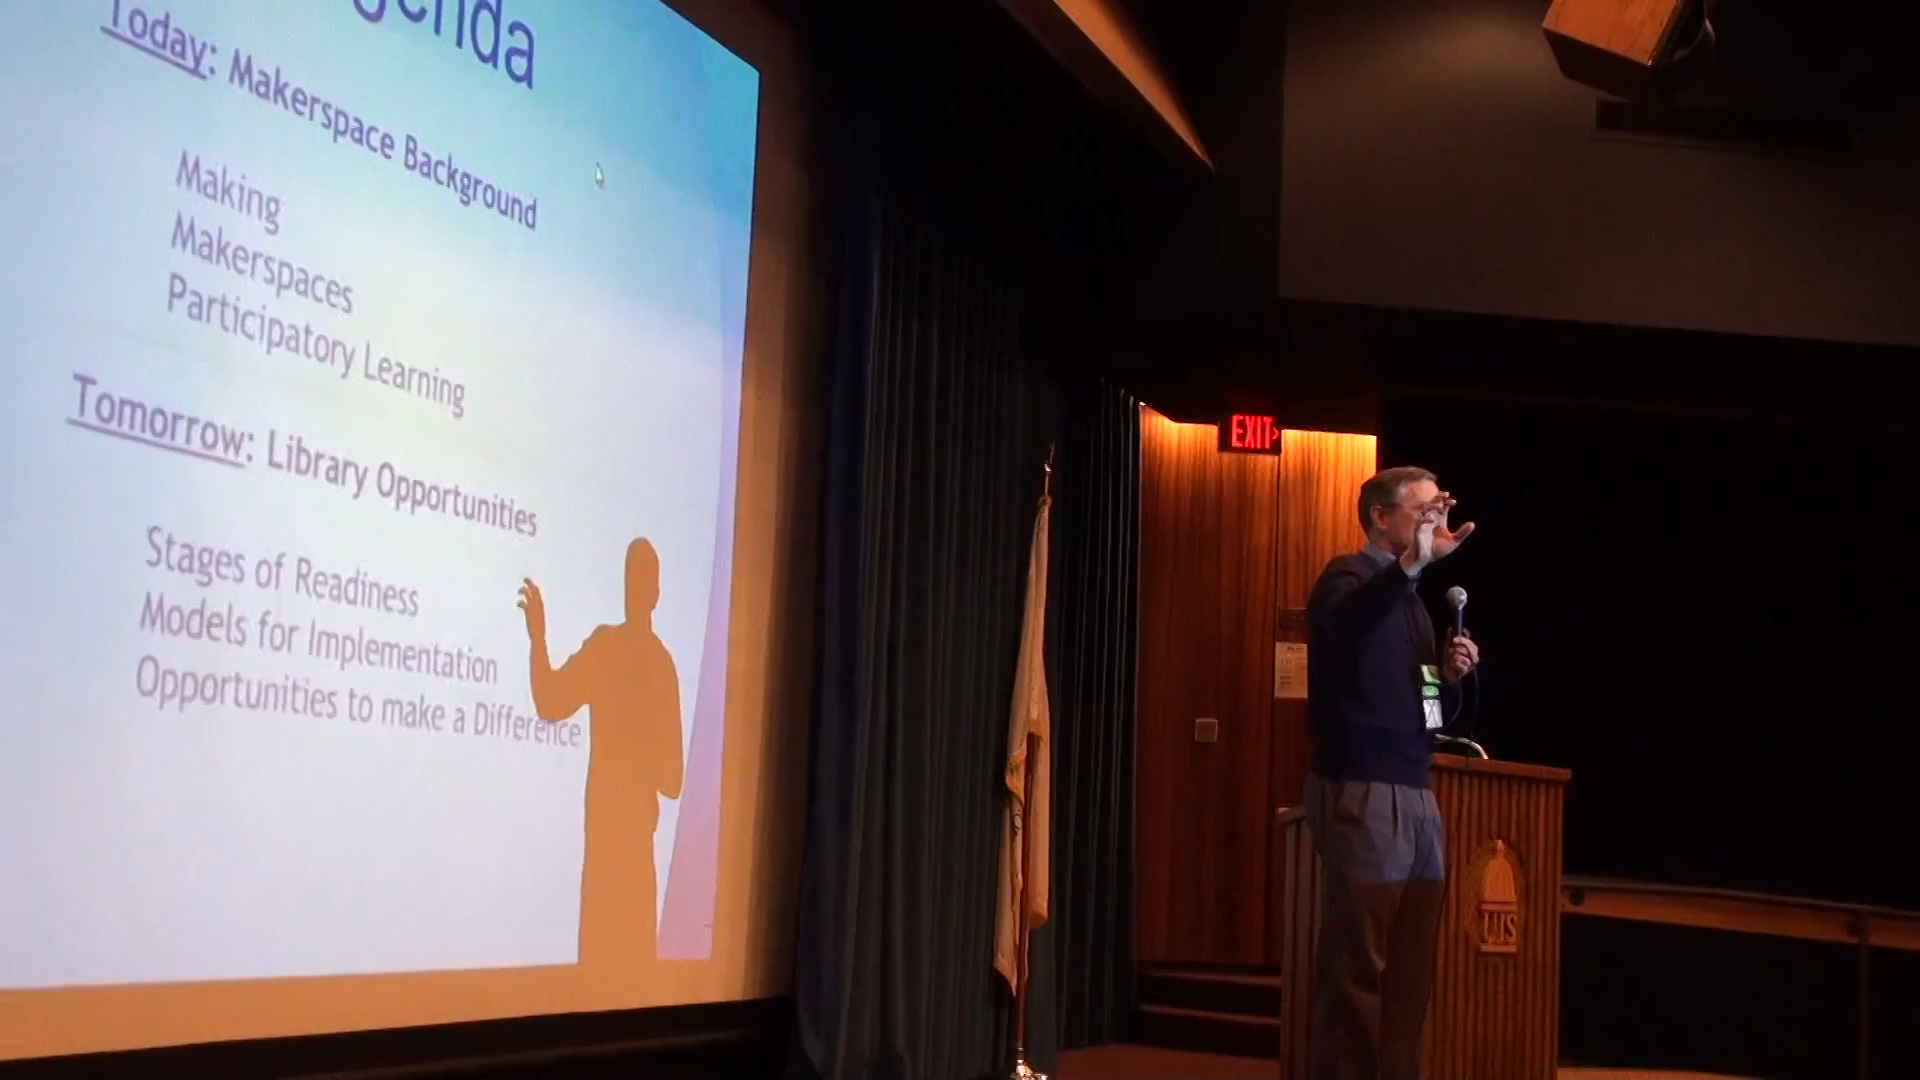 genda
Today: Makerspace Background
Making
Makerspaces
Participatory Learning
Tomorrow: Library Opportunities
Stages of Readiness
Models for Implementation
Opportunities to make a Difference
EXIT
UIS